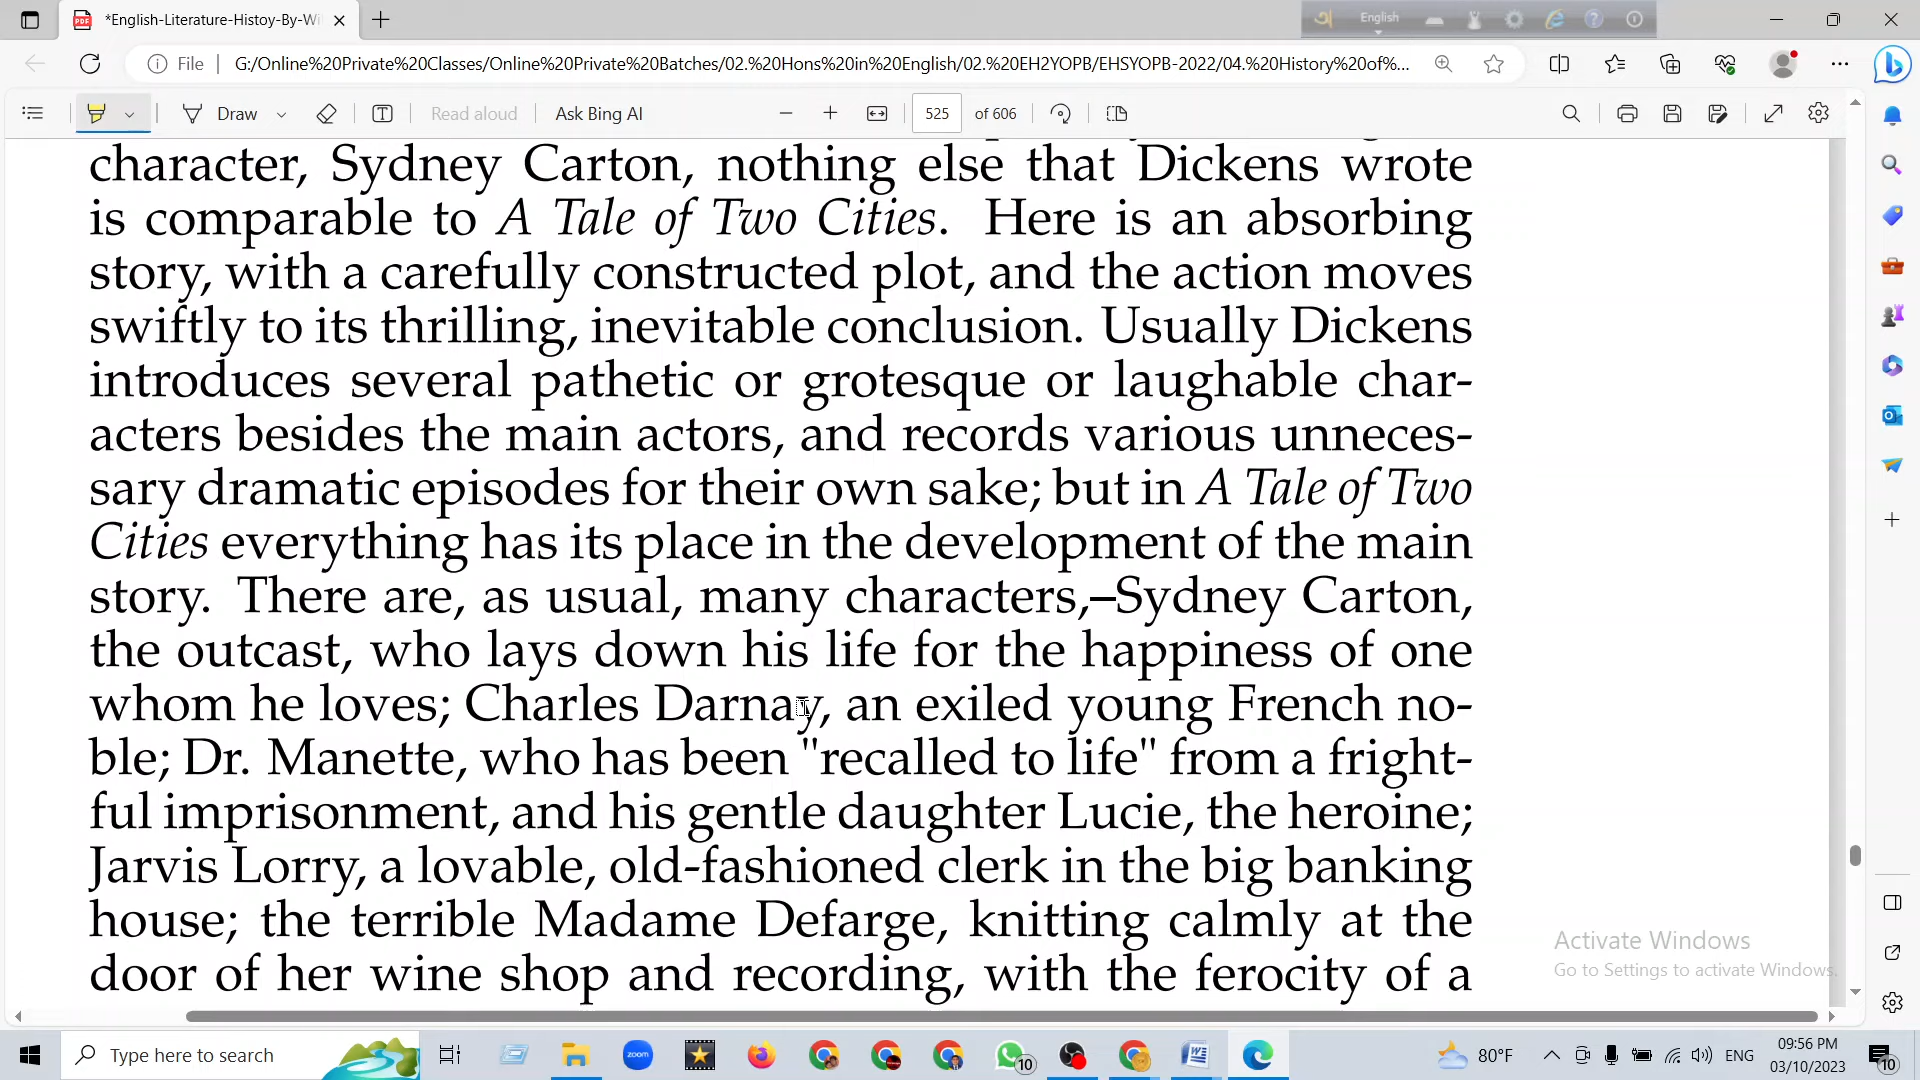 *English-Literature-Histoy-By-Wi
English
File
G:/Online%20Private%20Classes/Online%20Private%20Batches/02.%20Hons%20in%20English/02.%20EH2YOPB/EHSYOPB-2022/04.%20History%20of%...
Draw
Read aloud
Ask Bing AI
525 of 606
character, Sydney Carton, nothing else that Dickens wrote
is comparable to A Tale of Two Cities. Here is an absorbing
story, with a carefully constructed plot, and the action moves
swiftly to its thrilling, inevitable conclusion. Usually Dickens
introduces several pathetic or grotesque or laughable char-
acters besides the main actors, and records various unneces-
sary dramatic episodes for their own sake; but in A Tale of Two
Cities everything has its place in the development of the main
story. There are, as usual, many characters,–Sydney Carton,
the outcast, who lays down his life for the happiness of one
whom he loves; Charles Darnay, an exiled young French no-
ble; Dr. Manette, who has been "recalled to life" from a fright-
ful imprisonment, and his gentle daughter Lucie, the heroine;
Jarvis Lorry, a lovable, old-fashioned clerk in the big banking
house; the terrible Madame Defarge, knitting calmly at the
door of her wine shop and recording, with the ferocity of a
Activate Windows
Go to Settings to activate Windows.
Type here to search
zoom
10
80°F
ENG
09:56 PM
03/10/2023
10